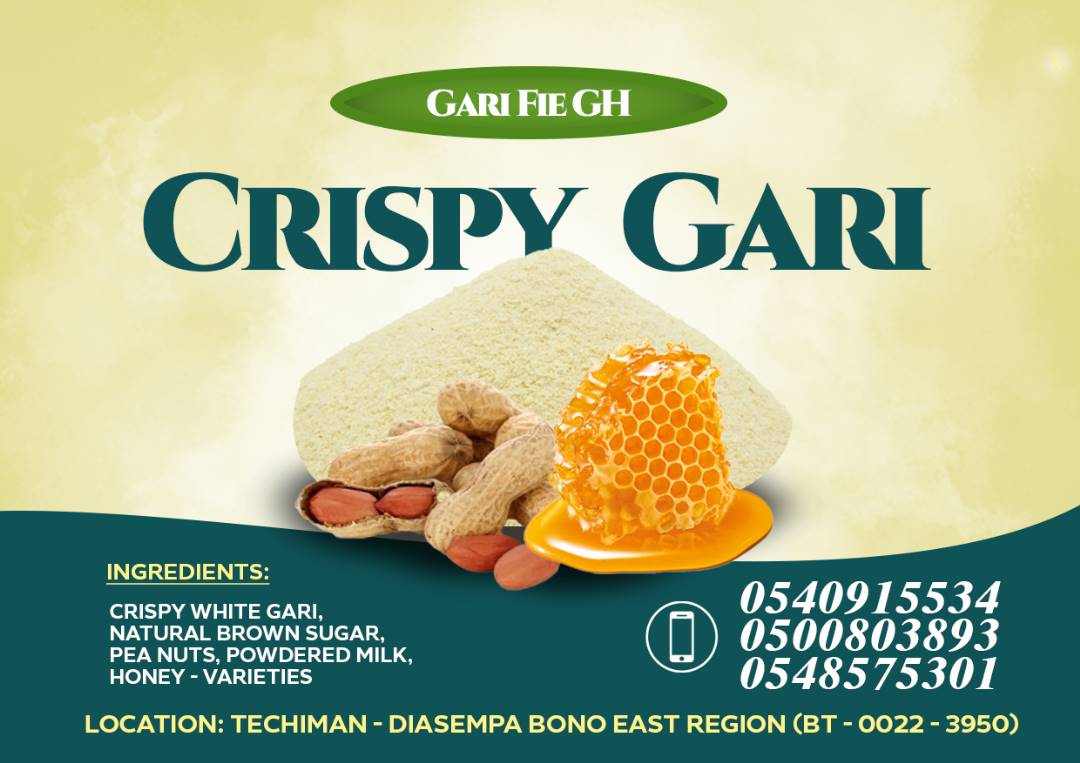 GARI FIE GH
CRISPY GARI
INGREDIENTS:
CRISPY WHITE GARI,
NATURAL BROWN SUGAR,
PEA NUTS, POWDERED MILK,
HONEY - VARIETIES
0540915534
0500803893
0548575301
LOCATION: TECHIMAN - DIASEMPA BONO EAST REGION (BT - 0022 - 3950)